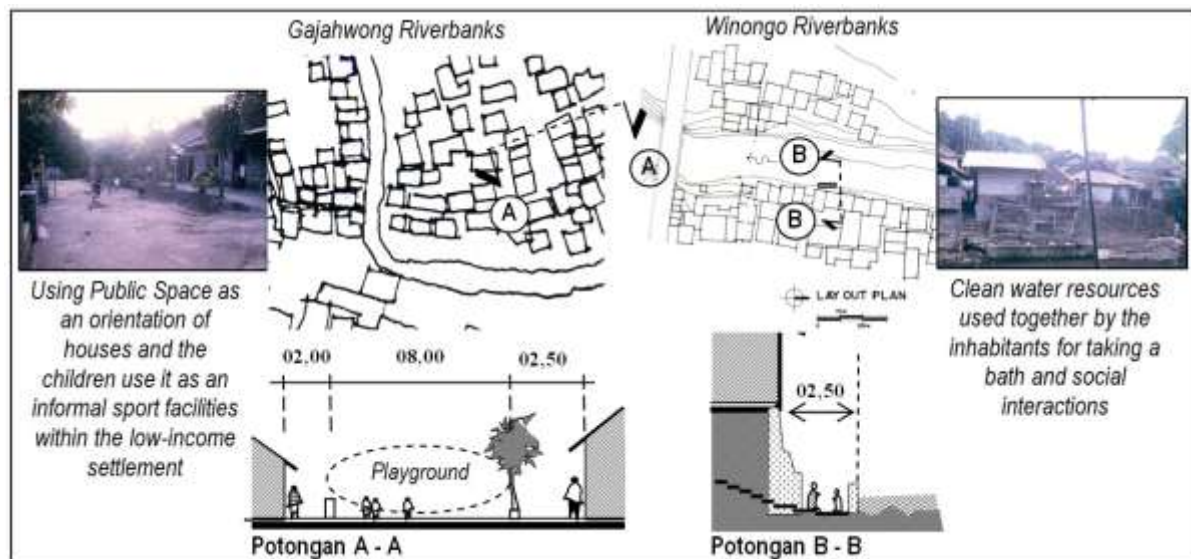 Gajahwong Riverbanks
Winongo Riverbanks
A
A
B
B
Using Public Space as
an orientation of
houses and the
children use it as an
informal sport facilities
within the low-income
settlement
LAY OUT PLAN
Clean water resources
used together by the
inhabitants for taking a
bath and social
interactions
02,00
08,00
02,50
Playground
Potongan A - A
02,50
Potongan B - B